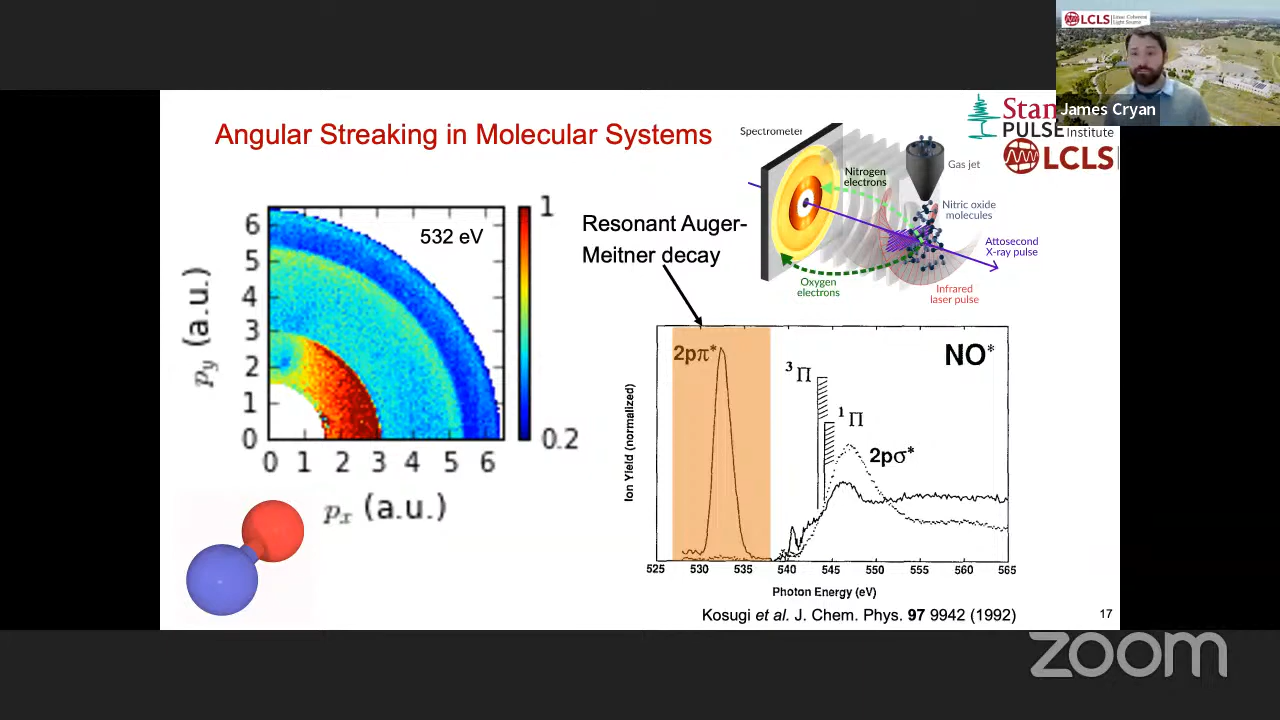 LCLS
Linac Coherent
Light Source
James Cryan
Angular Streaking in Molecular Systems
Stan
PULSE Institute
LCLS
Spectrometer
Nitrogen
electrons
Gas jet
Nitric oxide
molecules
Attosecond
X-ray pulse
Oxygen
electrons
Infrared
laser pulse
532 eV
1
0.2
6
5
4
3
2
1
0
py (a.u.)
0 1 2 3 4 5 6
px (a.u.)
Resonant Auger-
Meitner decay
2pπ*
NO*
³Π
¹Π
2pσ*
Ion Yield (normalized)
525 530 535 540 545 550 555 560 565
Photon Energy (eV)
Kosugi et al. J. Chem. Phys. 97 9942 (1992)
17
zoom